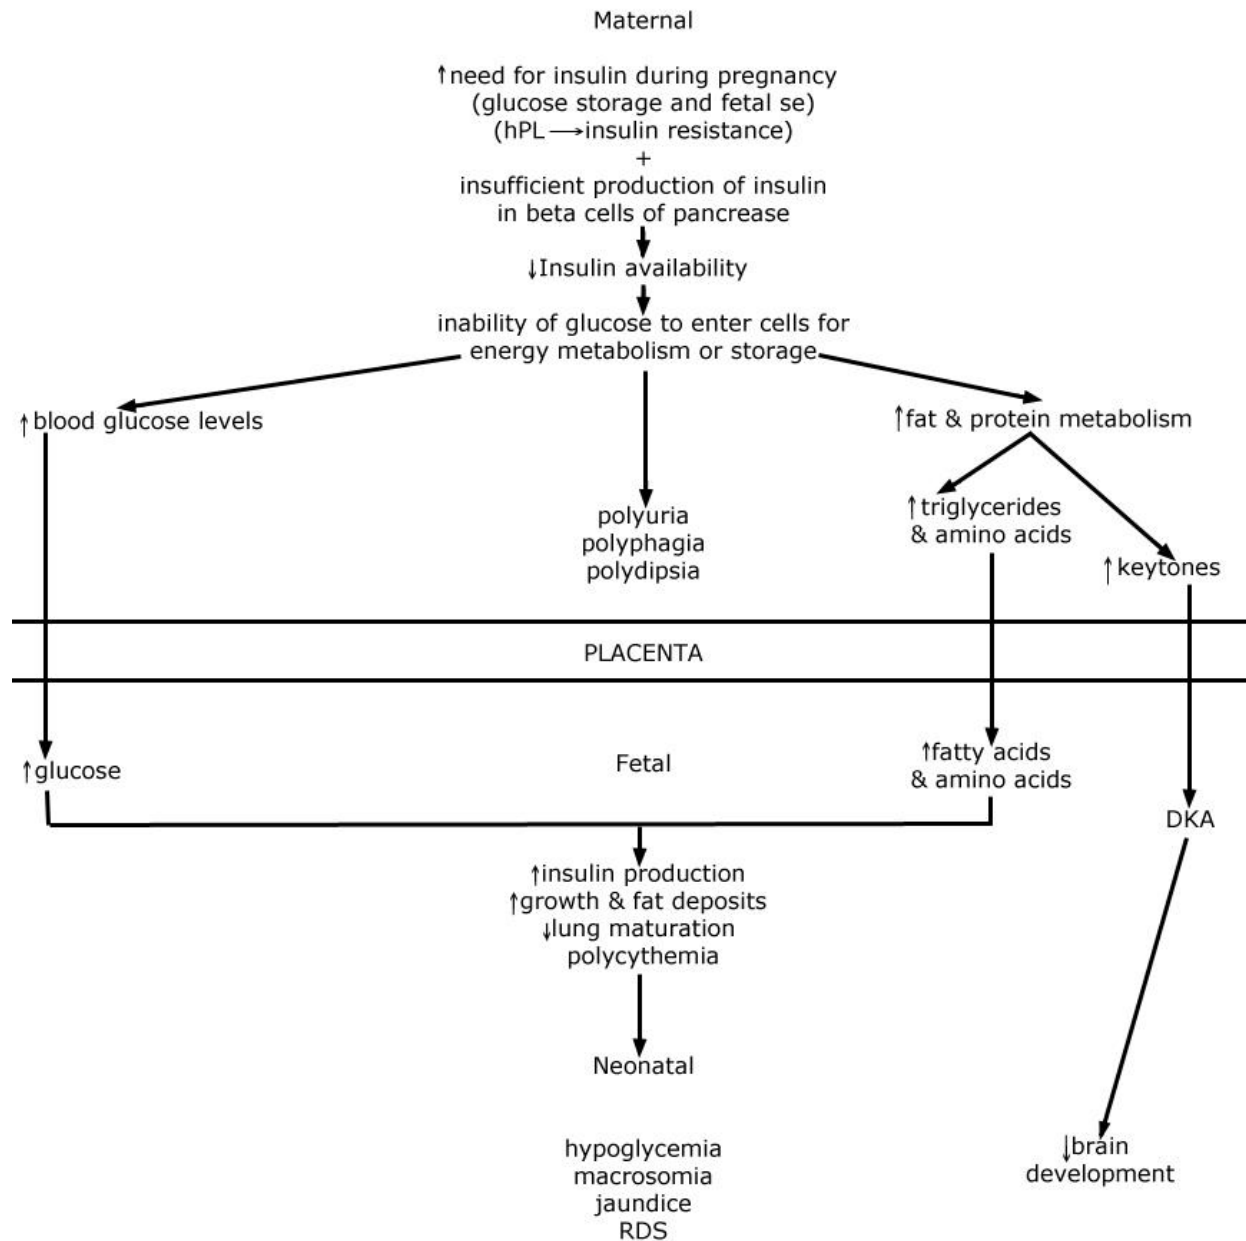 Maternal
↑need for insulin during pregnancy
(glucose storage and fetal se)
(hPL⟶insulin resistance)
+
insufficient production of insulin
in beta cells of pancrease
↓Insulin availability
inability of glucose to enter cells for
energy metabolism or storage
↑blood glucose levels
↑fat & protein metabolism
polyuria
polyphagia
polydipsia
↑triglycerides
& amino acids
↑keytones
PLACENTA
↑glucose
Fetal
↑fatty acids
& amino acids
DKA
↑insulin production
↑growth & fat deposits
↓lung maturation
polycythemia
Neonatal
hypoglycemia
macrosomia
jaundice
RDS
↓brain
development